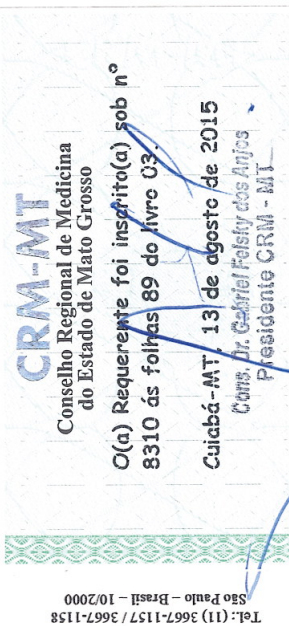 CRM-MT
Conselho Regional de Medicina
do Estado de Mato Grosso
O(a) Requerente foi inscrito(a) sob nº
8310 ás folhas 89 do livro 03.
Cuiabá-MT, 13 de agosto de 2015
Cons. Dr. Gabriel Felsky dos Anjos
Presidente CRM - MT
São Paulo – Brasil – 10/2000
Tel.: (11) 3667-1157 / 3667-1158